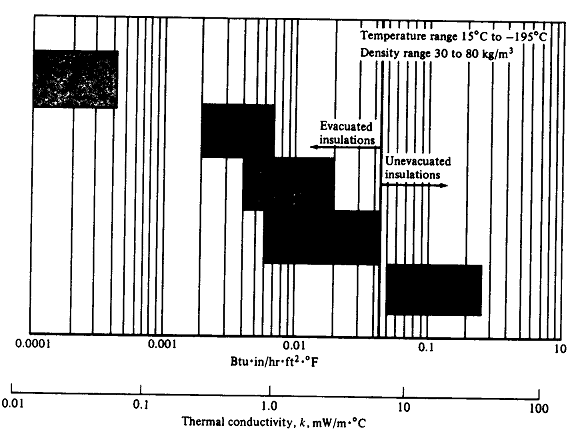 Temperature range 15°C to −195°C
Density range 30 to 80 kg/m³
Evacuated
insulations
Unevacuated
insulations
0.0001 0.001 0.01 0.1 10
Btu·in/hr·ft²·°F
0.01 0.1 1.0 10 100
Thermal conductivity, k, mW/m·°C